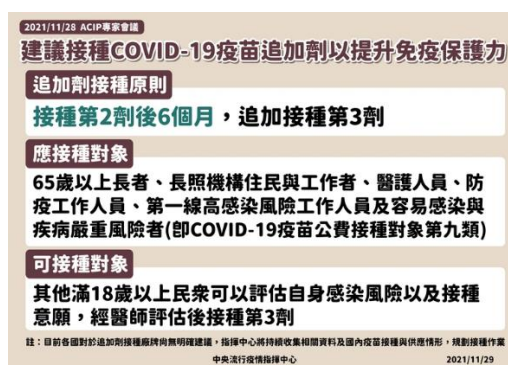 2021/11/28 ACIP專家會議
建議接種COVID-19疫苗追加劑以提升免疫保護力
追加劑接種原則
接種第2劑後6個月，追加接種第3劑
應接種對象
65歲以上長者、長照機構住民與工作者、醫護人員、防
疫工作人員、第一線高感染風險工作人員及容易感染與
疾病嚴重風險者(即COVID-19疫苗公費接種對象第九類)
可接種對象
其他滿18歲以上民眾可以評估自身感染風險以及接種
意願，經醫師評估後接種第3劑
註：目前各國對於追加劑接種廠牌尚無明確建議，指揮中心將持續收集相關資料及國內疫苗接種與供應情形，規劃接種作業
中央流行疫情指揮中心
2021/11/29